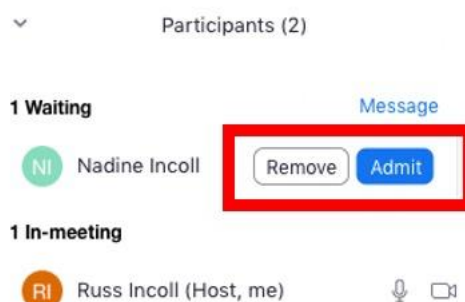 Participants (2)
1 Waiting Message
NI Nadine Incoll Remove Admit
1 In-meeting
RI Russ Incoll (Host, me)